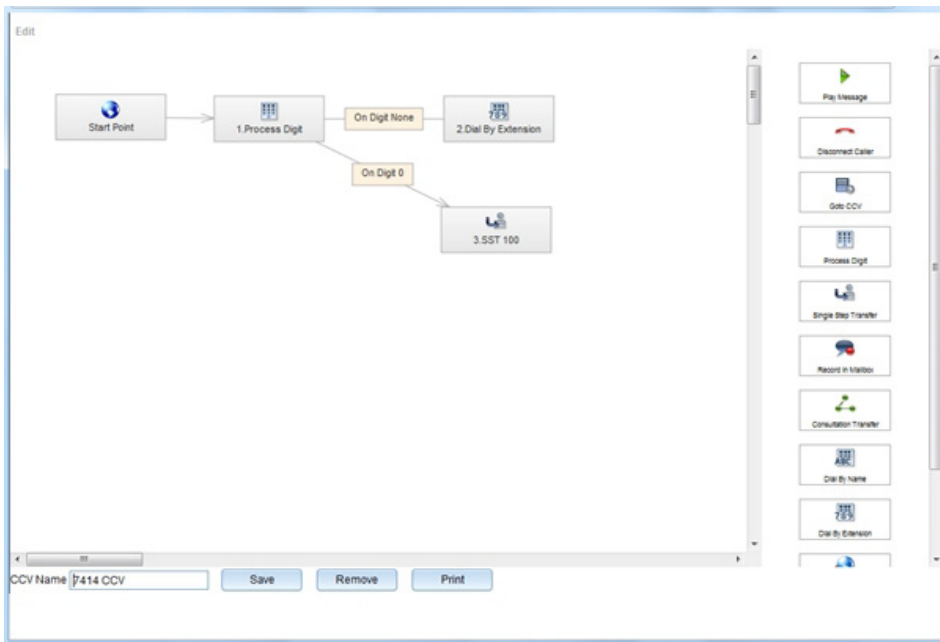 Edit
Start Point
1.Process Digit
On Digit None
2.Dial By Extension
On Digit 0
3.SST 100
Play Message
Disconnect Caller
Goto CCV
Process Digit
Single Step Transfer
Record in Mailbox
Consultation Transfer
Dial By Name
Dial By Extension
CCV Name 7414 CCV Save Remove Print